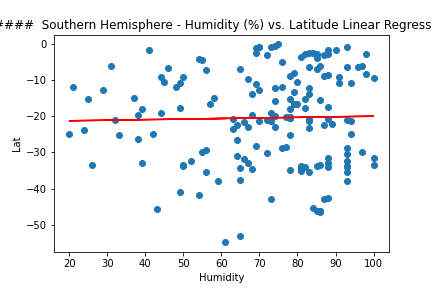 ####  Southern Hemisphere - Humidity (%) vs. Latitude Linear Regress
0
−10
−20
−30
−40
−50
Lat
20 30 40 50 60 70 80 90 100
Humidity